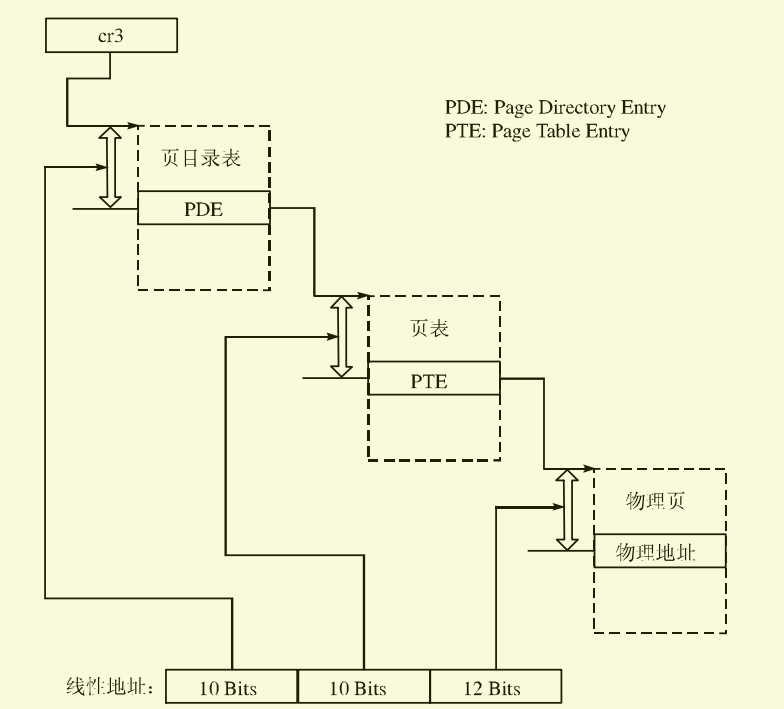 cr3
PDE: Page Directory Entry
PTE: Page Table Entry
页目录表
PDE
页表
PTE
物理页
物理地址
线性地址: 10 Bits 10 Bits 12 Bits